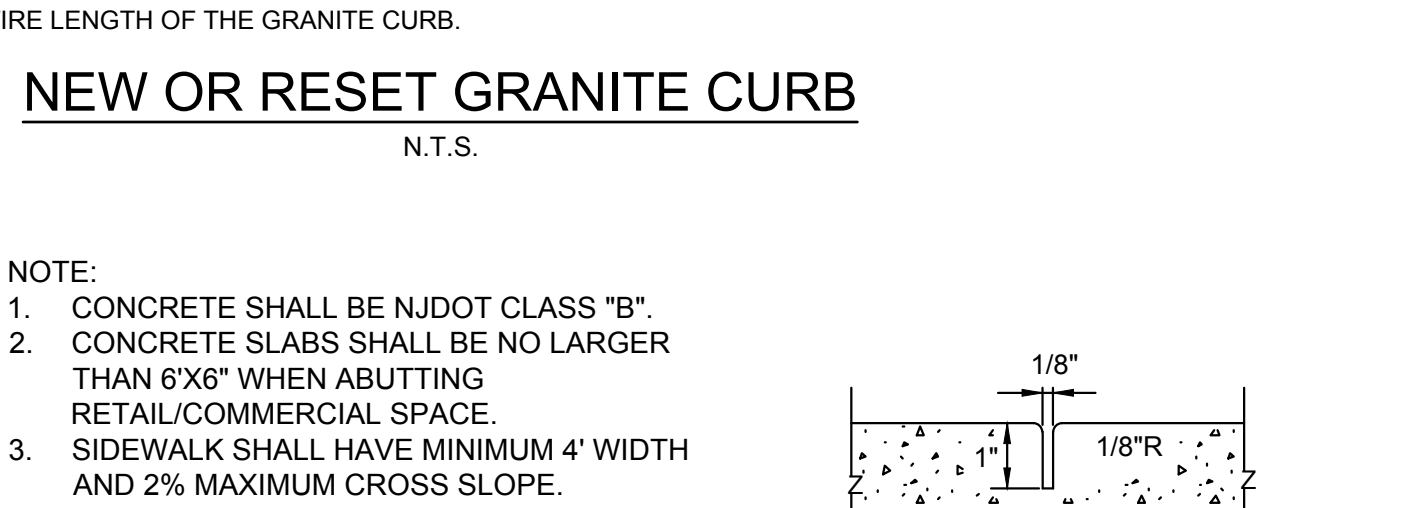 IRE LENGTH OF THE GRANITE CURB.
NEW OR RESET GRANITE CURB
N.T.S.
NOTE:
1. CONCRETE SHALL BE NJDOT CLASS "B".
2. CONCRETE SLABS SHALL BE NO LARGER
THAN 6'X6" WHEN ABUTTING
RETAIL/COMMERCIAL SPACE.
3. SIDEWALK SHALL HAVE MINIMUM 4' WIDTH
AND 2% MAXIMUM CROSS SLOPE.
1/8"
1"
1/8"R